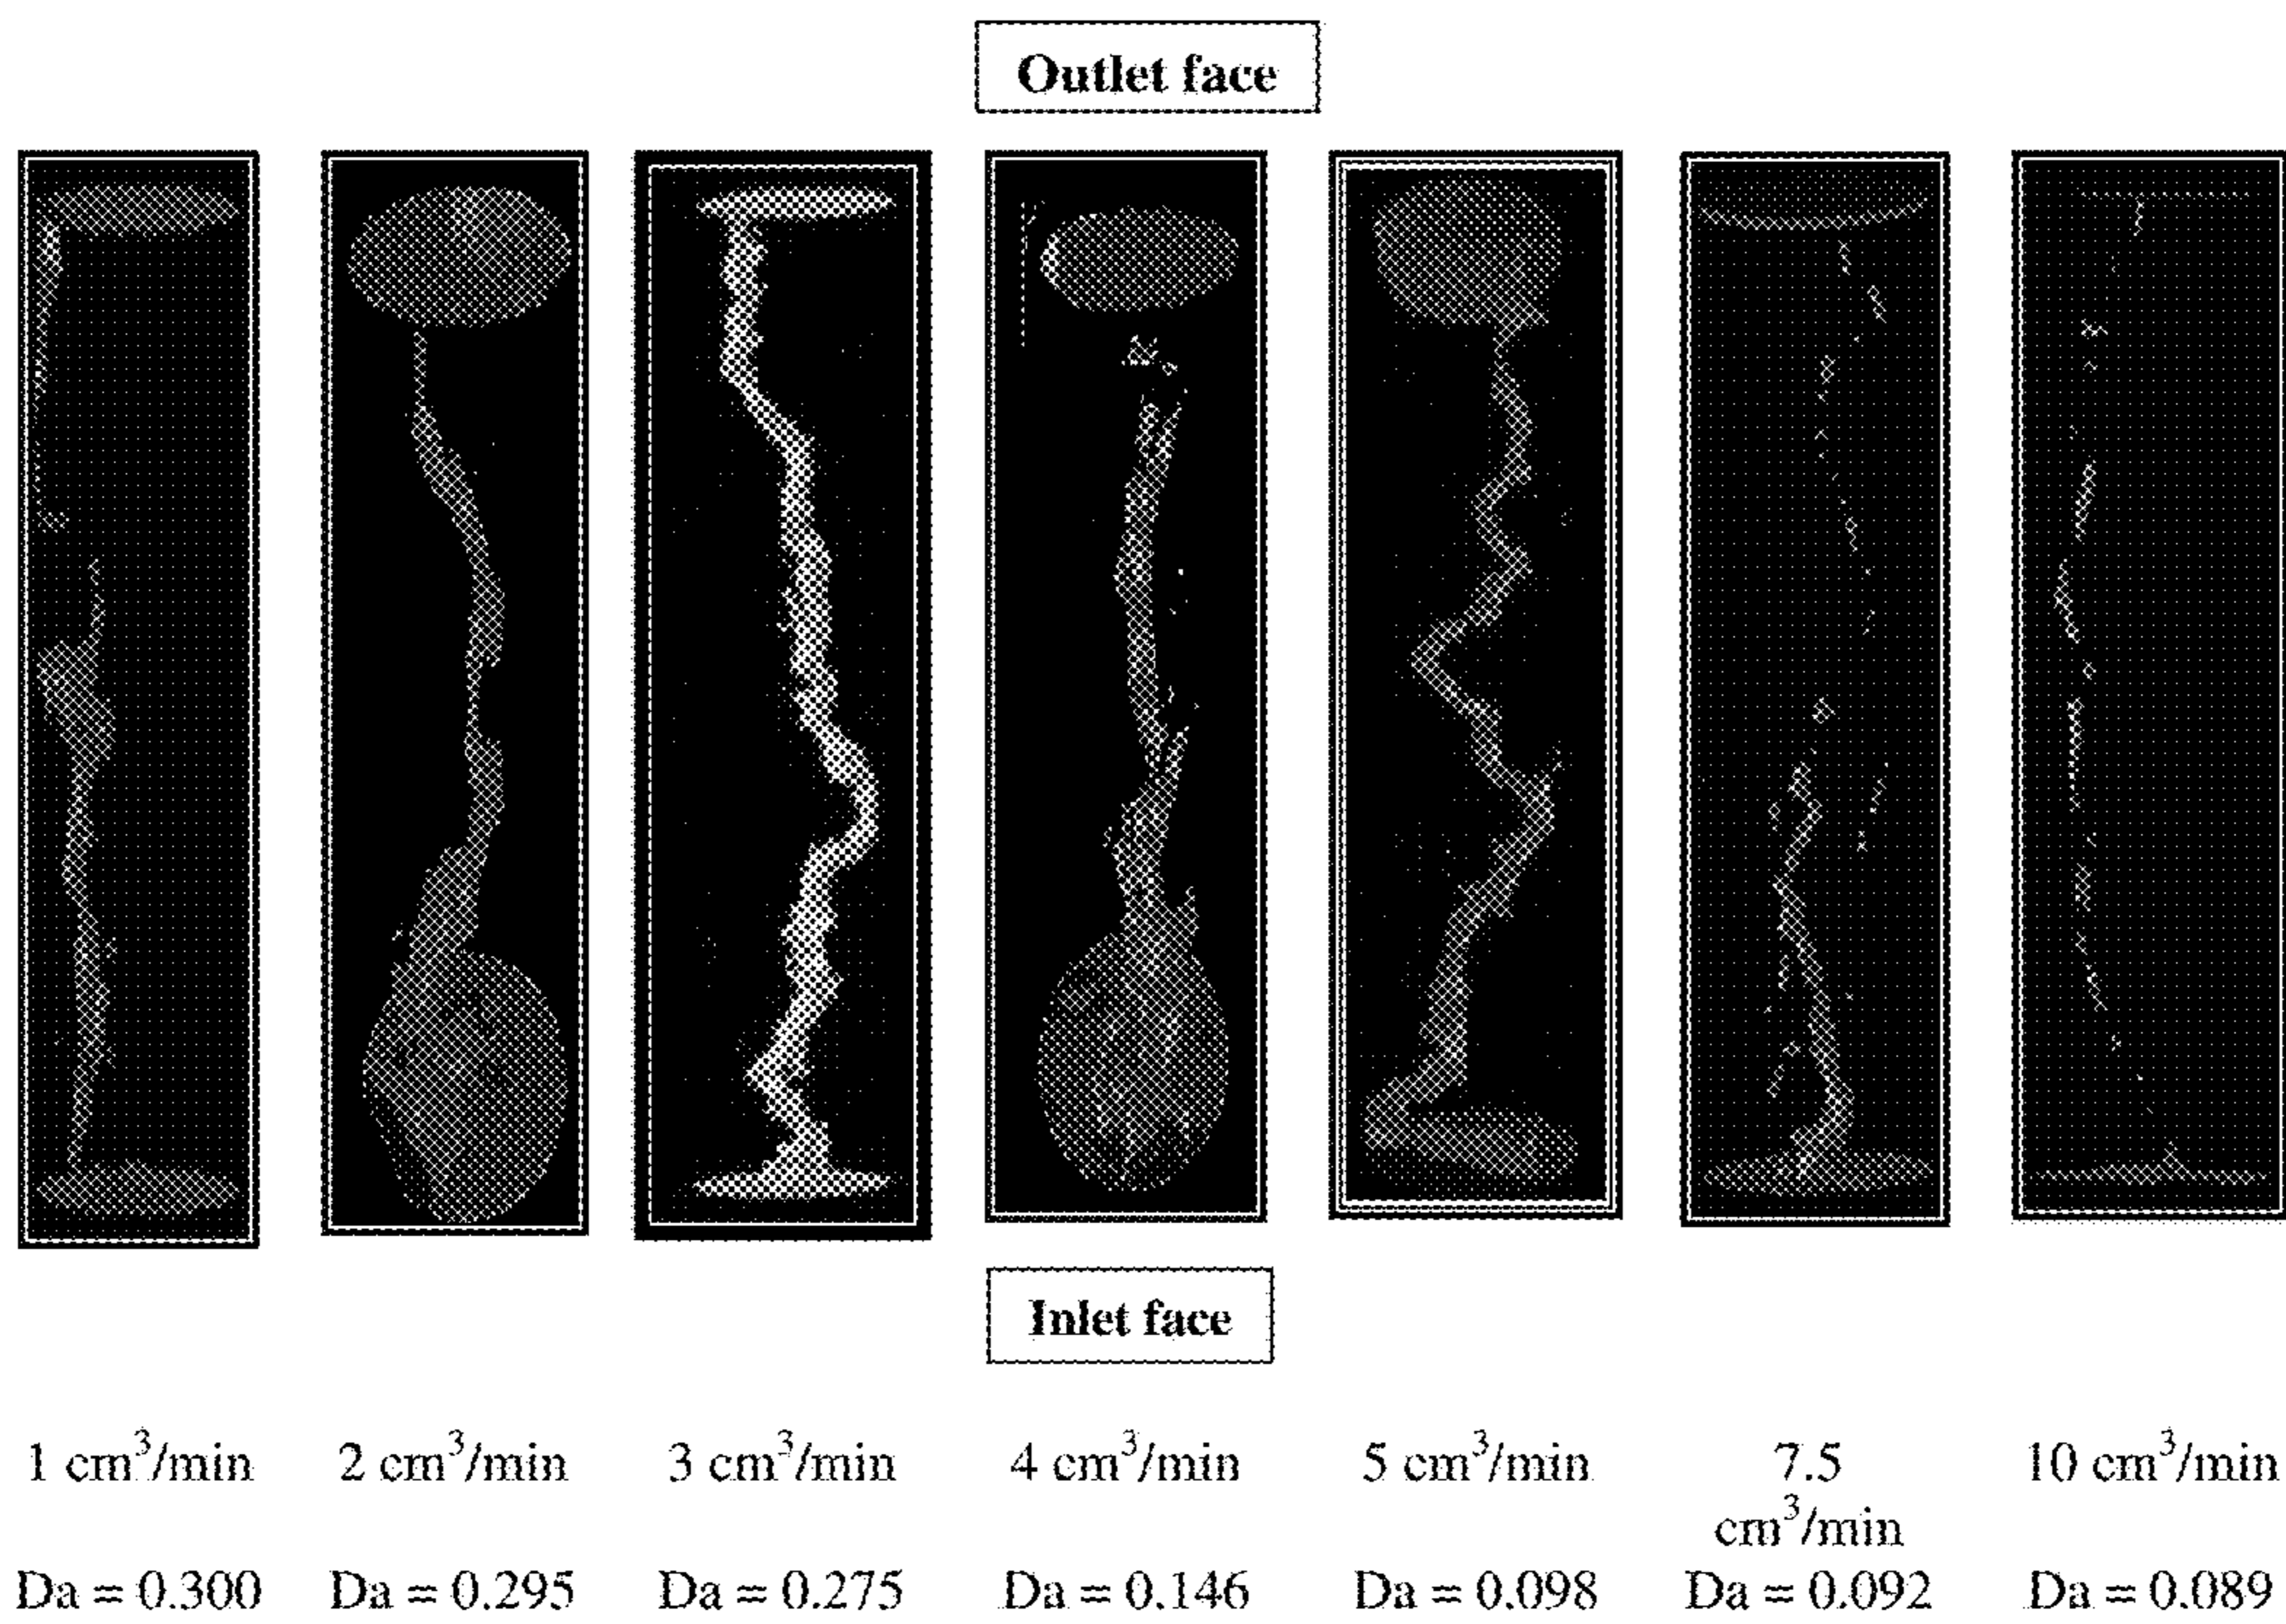 Outlet face
Inlet face
1 cm³/min 2 cm³/min 3 cm³/min 4 cm³/min 5 cm³/min 7.5 cm³/min 10 cm³/min
Da = 0.300 Da = 0.295 Da = 0.275 Da = 0.146 Da = 0.098 Da = 0.092 Da = 0.089